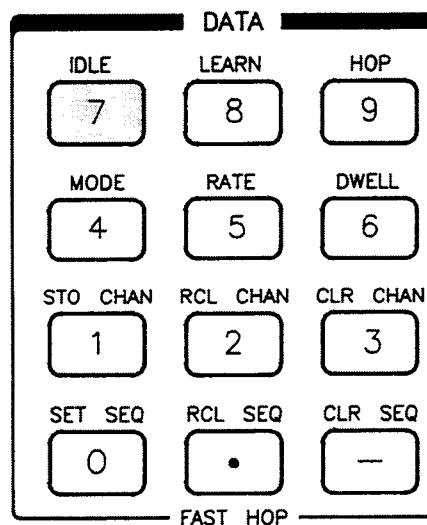 DATA
IDLE LEARN HOP
7 8 9
MODE RATE DWELL
4 5 6
STO CHAN RCL CHAN CLR CHAN
1 2 3
SET SEQ RCL SEQ CLR SEQ
0 • —
FAST HOP